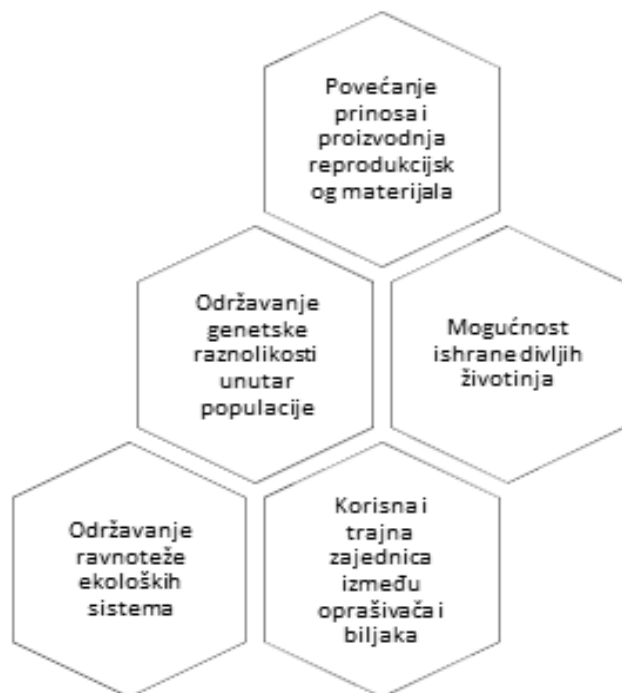 Povećanje
prinosa i
proizvodnja
reprodukcijsk
og materijala
Održavanje
genetske
raznolikosti
unutar
populacije
Mogućnost
ishrane divljih
životinja
Održavanje
ravnoteže
ekoloških
sistema
Korisna i
trajna
zajednica
između
oprašivača i
biljaka